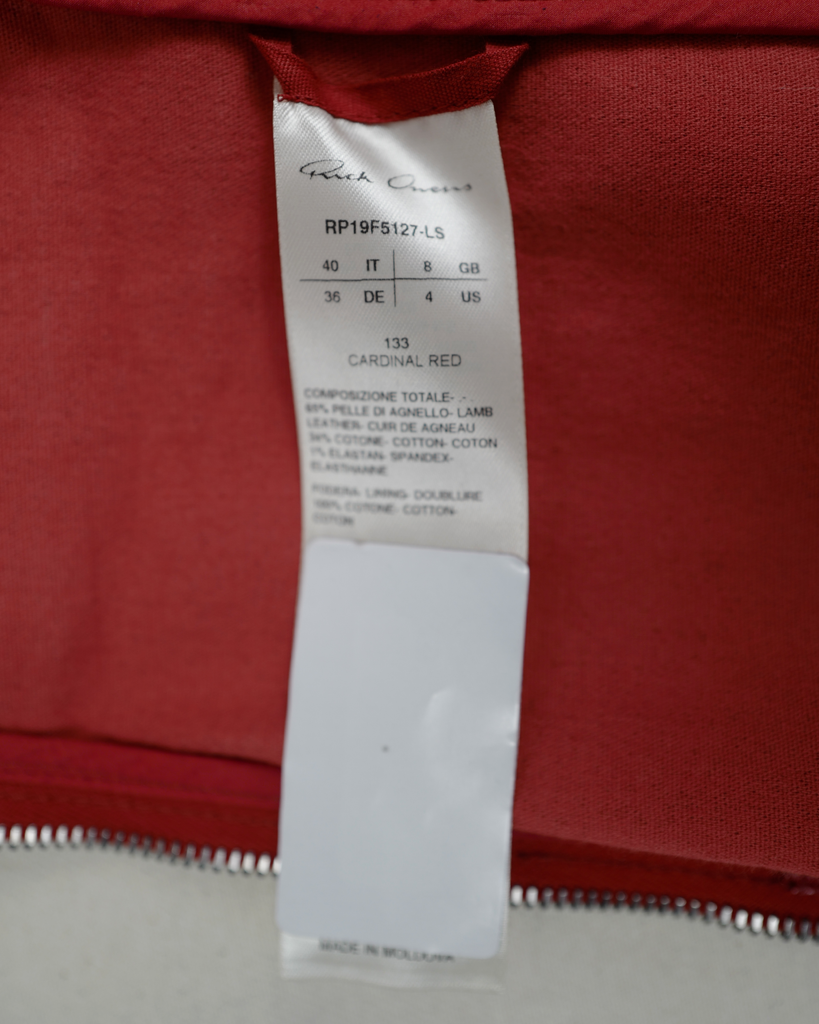 Rick Owens
RP19F5127-LS
40 IT 8 GB
36 DE 4 US
133
CARDINAL RED
COMPOSIZIONE TOTALE- .- .
65% PELLE DI AGNELLO- LAMB
LEATHER- CUIR DE AGNEAU
34% COTONE- COTTON- COTON
1% ELASTAN- SPANDEX-
ELASTHANNE
FODERA- LINING- DOUBLURE
100% COTONE- COTTON-
COTON
MADE IN MOLDOVA